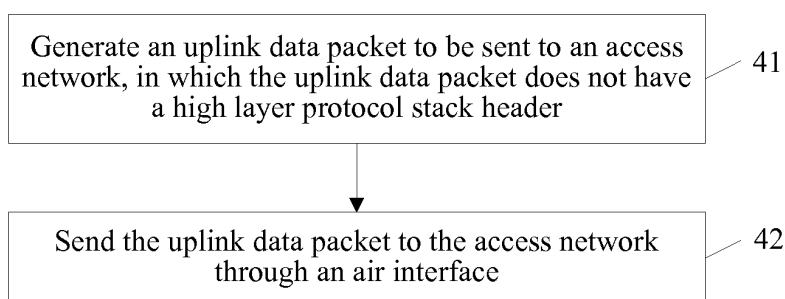 Generate an uplink data packet to be sent to an access
network, in which the uplink data packet does not have
a high layer protocol stack header
41
Send the uplink data packet to the access network
through an air interface
42